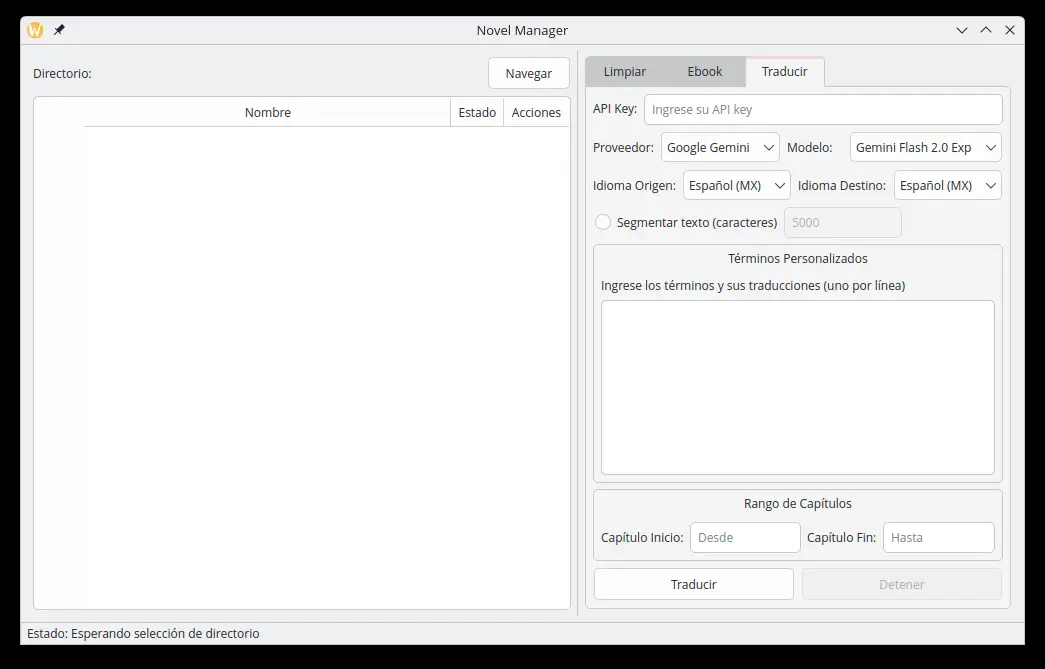 Novel Manager
Directorio:
Navegar
Nombre
Estado
Acciones
Limpiar
Ebook
Traducir
API Key:
Ingrese su API key
Proveedor:
Google Gemini
Modelo:
Gemini Flash 2.0 Exp
Idioma Origen:
Español (MX)
Idioma Destino:
Español (MX)
Segmentar texto (caracteres)
5000
Términos Personalizados
Ingrese los términos y sus traducciones (uno por línea)
Rango de Capítulos
Capítulo Inicio:
Desde
Capítulo Fin:
Hasta
Traducir
Detener
Estado: Esperando selección de directorio